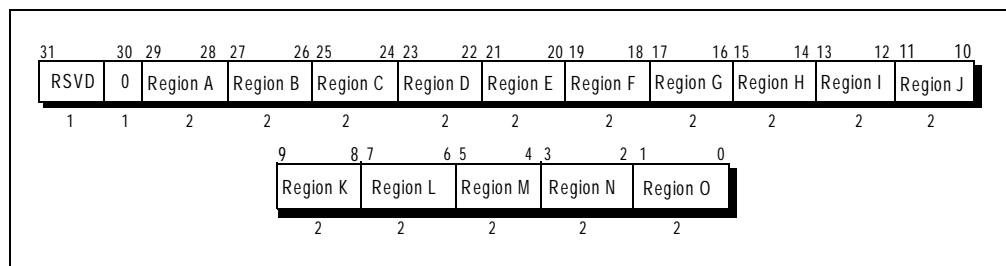 31 30 29 28 27 26 25 24 23 22 21 20 19 18 17 16 15 14 13 12 11 10
RSVD 0 Region A Region B Region C Region D Region E Region F Region G Region H Region I Region J
1 1 2 2 2 2 2 2 2 2 2 2
9 8 7 6 5 4 3 2 1 0
Region K Region L Region M Region N Region O
2 2 2 2 2